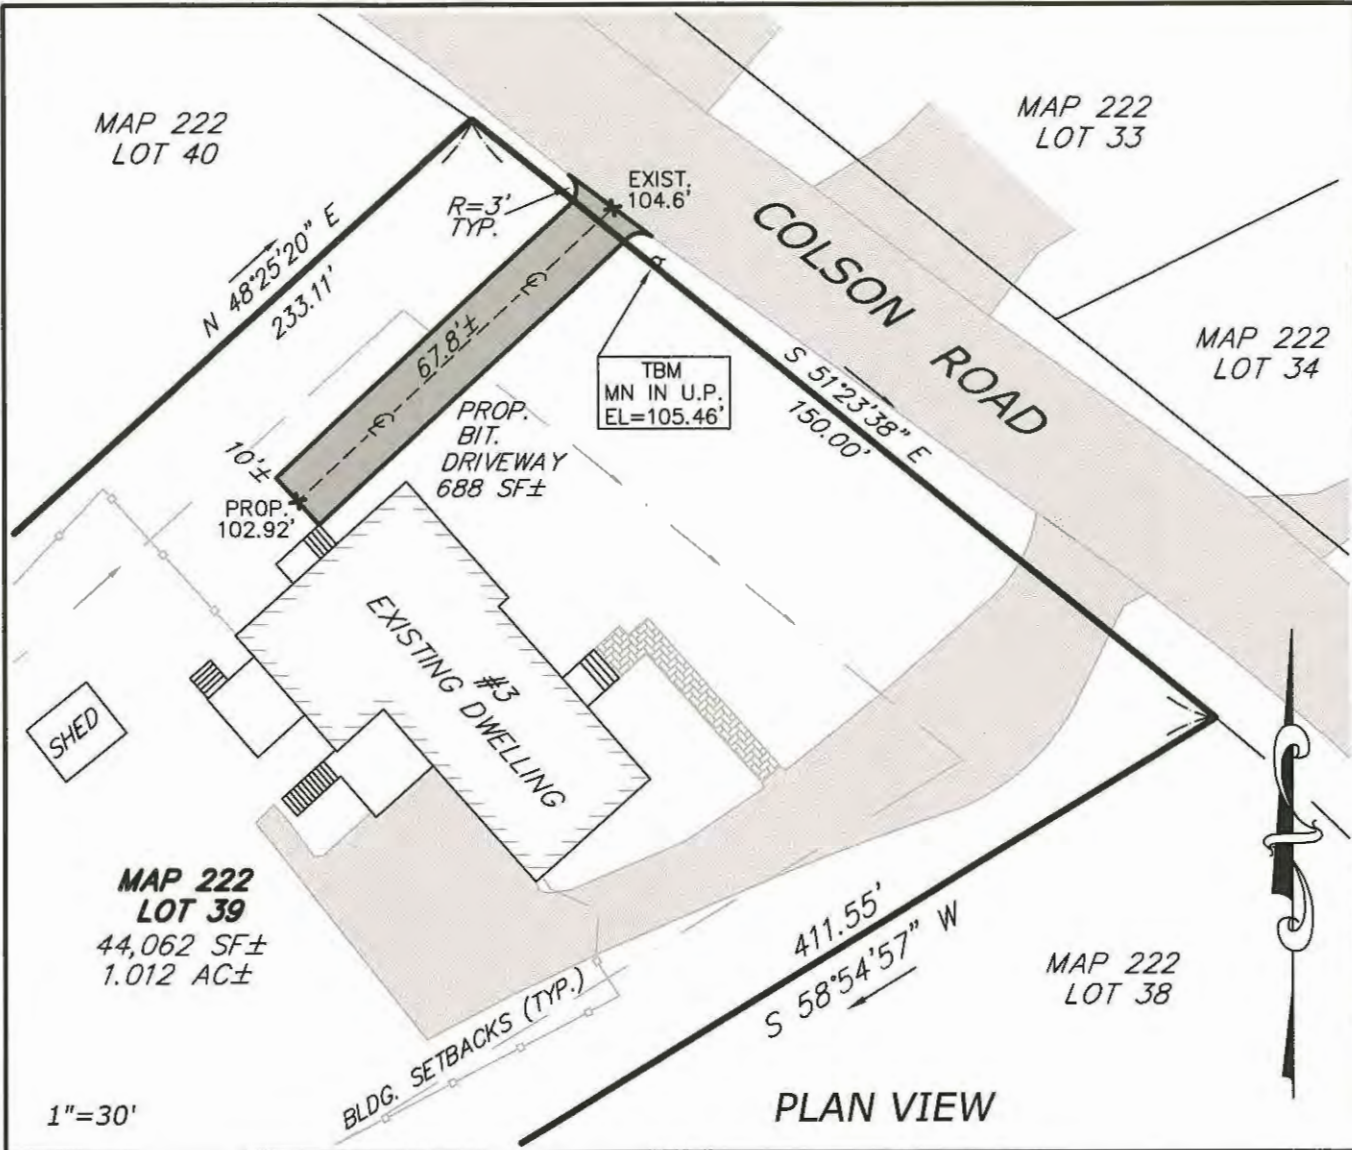 MAP 222
LOT 40
MAP 222
LOT 33
EXIST.
104.6'
R=3'
TYP.
N 48°25'20" E
233.11'
COLSON ROAD
67.8'±
TBM
MN IN U.P.
EL=105.46'
S 51°23'38" E
150.00'
MAP 222
LOT 34
PROP.
BIT.
DRIVEWAY
688 SF±
10'±
PROP.
102.92'
#3
EXISTING DWELLING
SHED
MAP 222
LOT 39
44,062 SF±
1.012 AC±
411.55'
S 58°54'57" W
MAP 222
LOT 38
BLDG. SETBACKS (TYP.)
1"=30'
PLAN VIEW